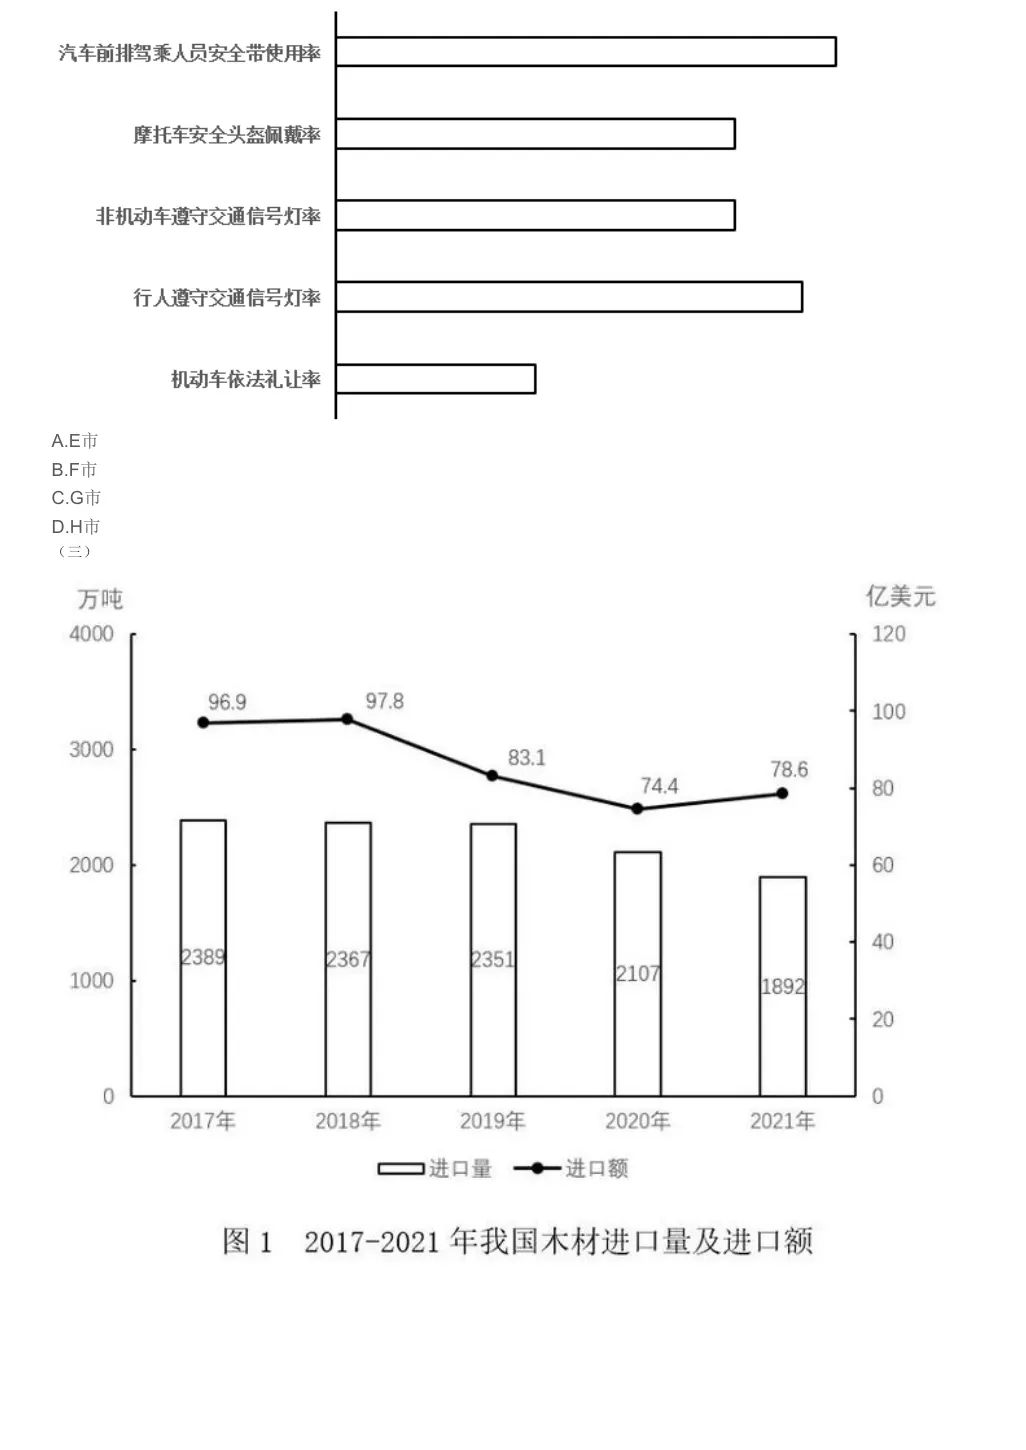 汽车前排驾乘人员安全带使用率
摩托车安全头盔佩戴率
非机动车遵守交通信号灯率
行人遵守交通信号灯率
机动车依法礼让率
A.E市
B.F市
C.G市
D.H市
（三）
万吨 亿美元
4000 120
96.9 97.8 100
3000 83.1 74.4 78.6 80
2000 60
2389 2367 2351 2107 1892 40
1000 20
0 0
2017年 2018年 2019年 2020年 2021年
进口量 进口额
图1 2017-2021年我国木材进口量及进口额